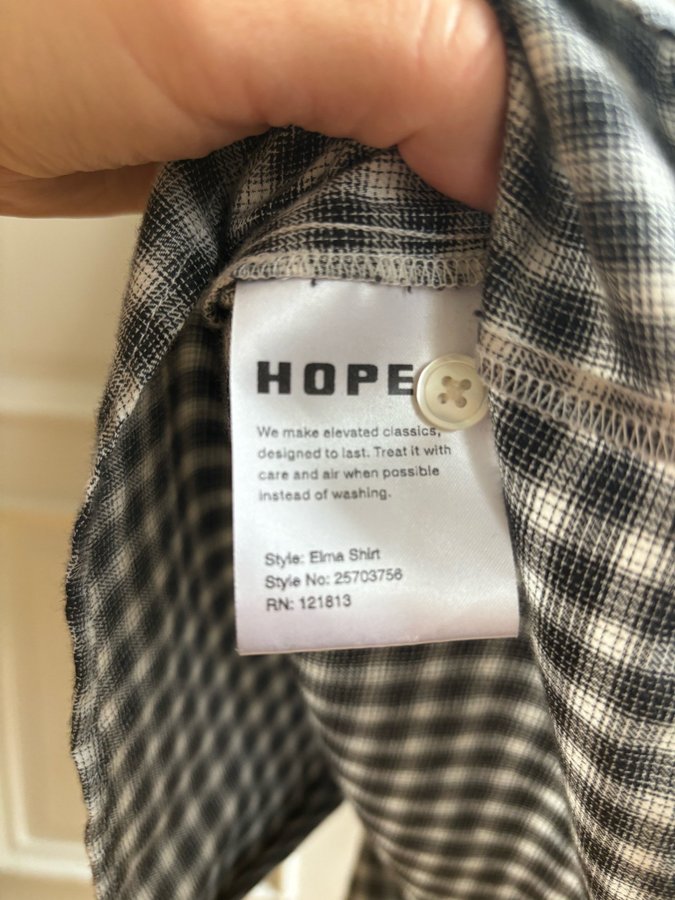 HOPE
We make elevated classics,
designed to last. Treat it with
care and air when possible
instead of washing.
Style: Elma Shirt
Style No: 25703756
RN: 121813